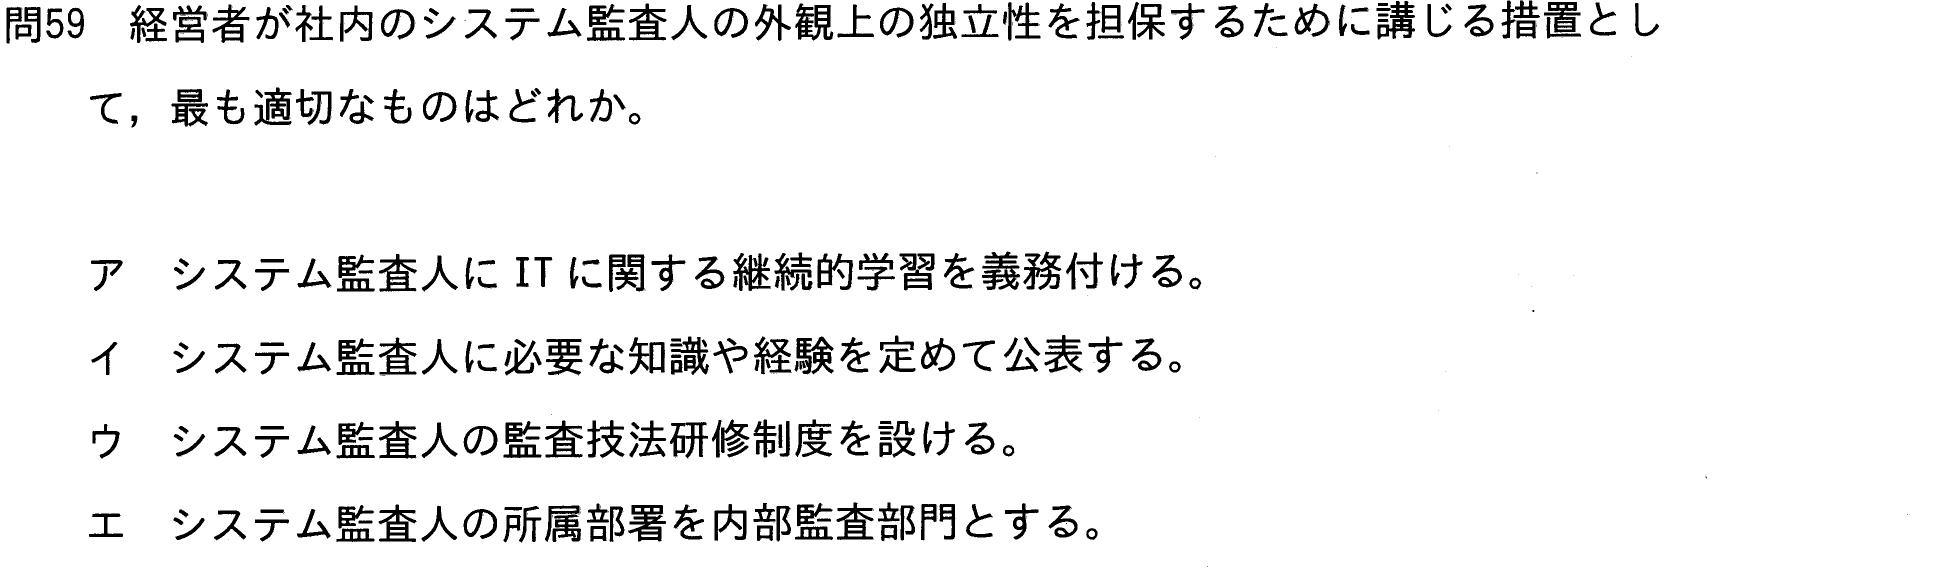 問59　経営者が社内のシステム監査人の外観上の独立性を担保するために講じる措置とし
て，最も適切なものはどれか。
ア　システム監査人に IT に関する継続的学習を義務付ける。
イ　システム監査人に必要な知識や経験を定めて公表する。
ウ　システム監査人の監査技法研修制度を設ける。
エ　システム監査人の所属部署を内部監査部門とする。